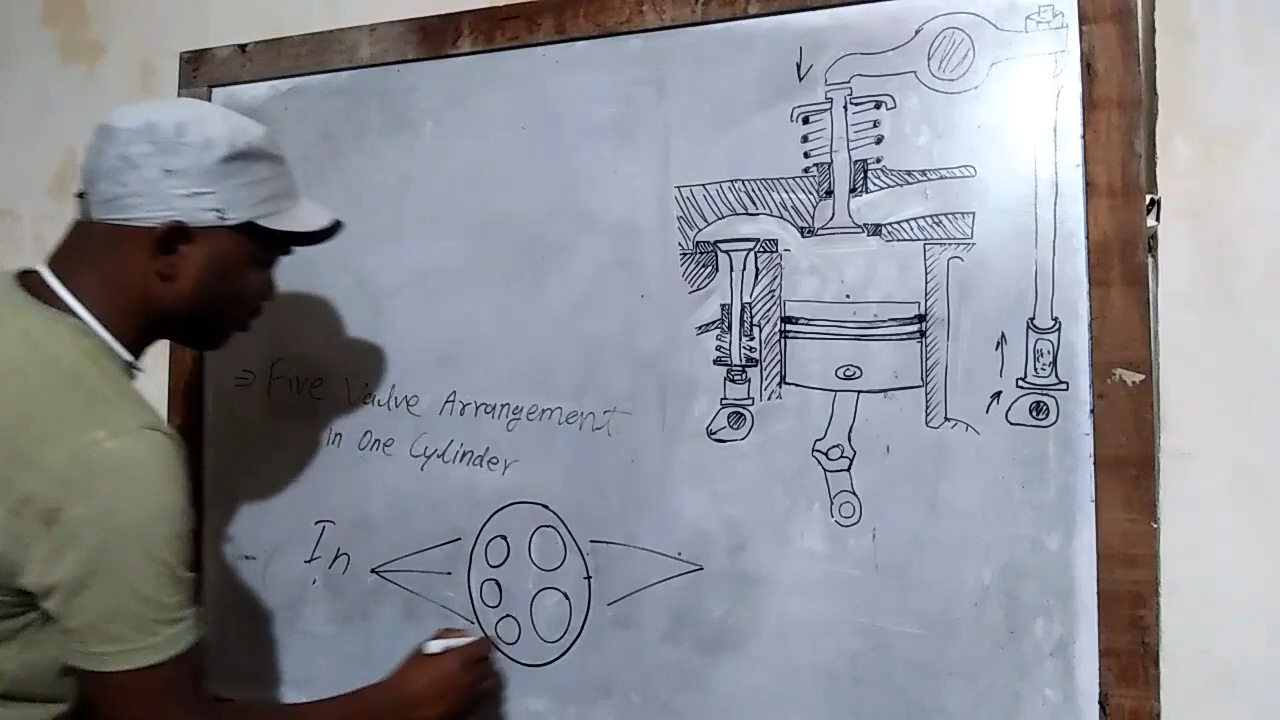 ⇒ Five Valve Arrangement
In One Cylinder
In